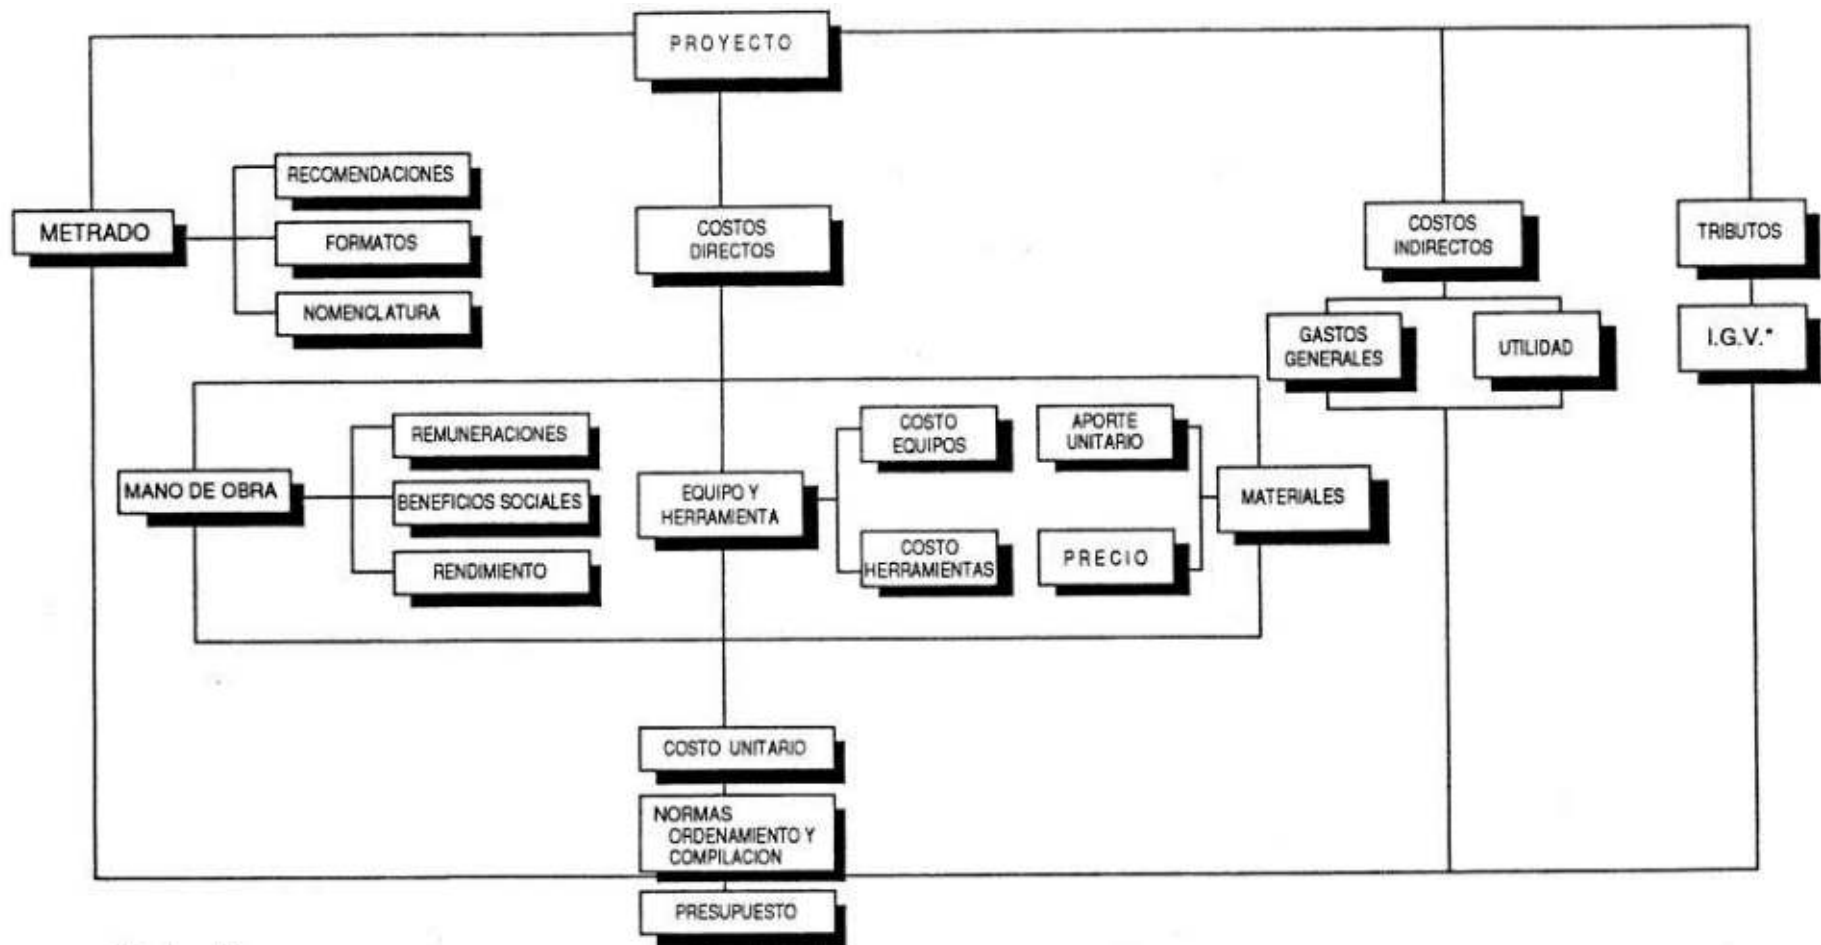 PROYECTO
RECOMENDACIONES
METRADO
FORMATOS
NOMENCLATURA
COSTOS
DIRECTOS
COSTOS
INDIRECTOS
TRIBUTOS
GASTOS
GENERALES
UTILIDAD
I.G.V.*
MANO DE OBRA
REMUNERACIONES
BENEFICIOS SOCIALES
RENDIMIENTO
EQUIPO Y
HERRAMIENTA
COSTO
EQUIPOS
COSTO
HERRAMIENTAS
APORTE
UNITARIO
PRECIO
MATERIALES
COSTO UNITARIO
NORMAS
ORDENAMIENTO Y
COMPILACION
PRESUPUESTO